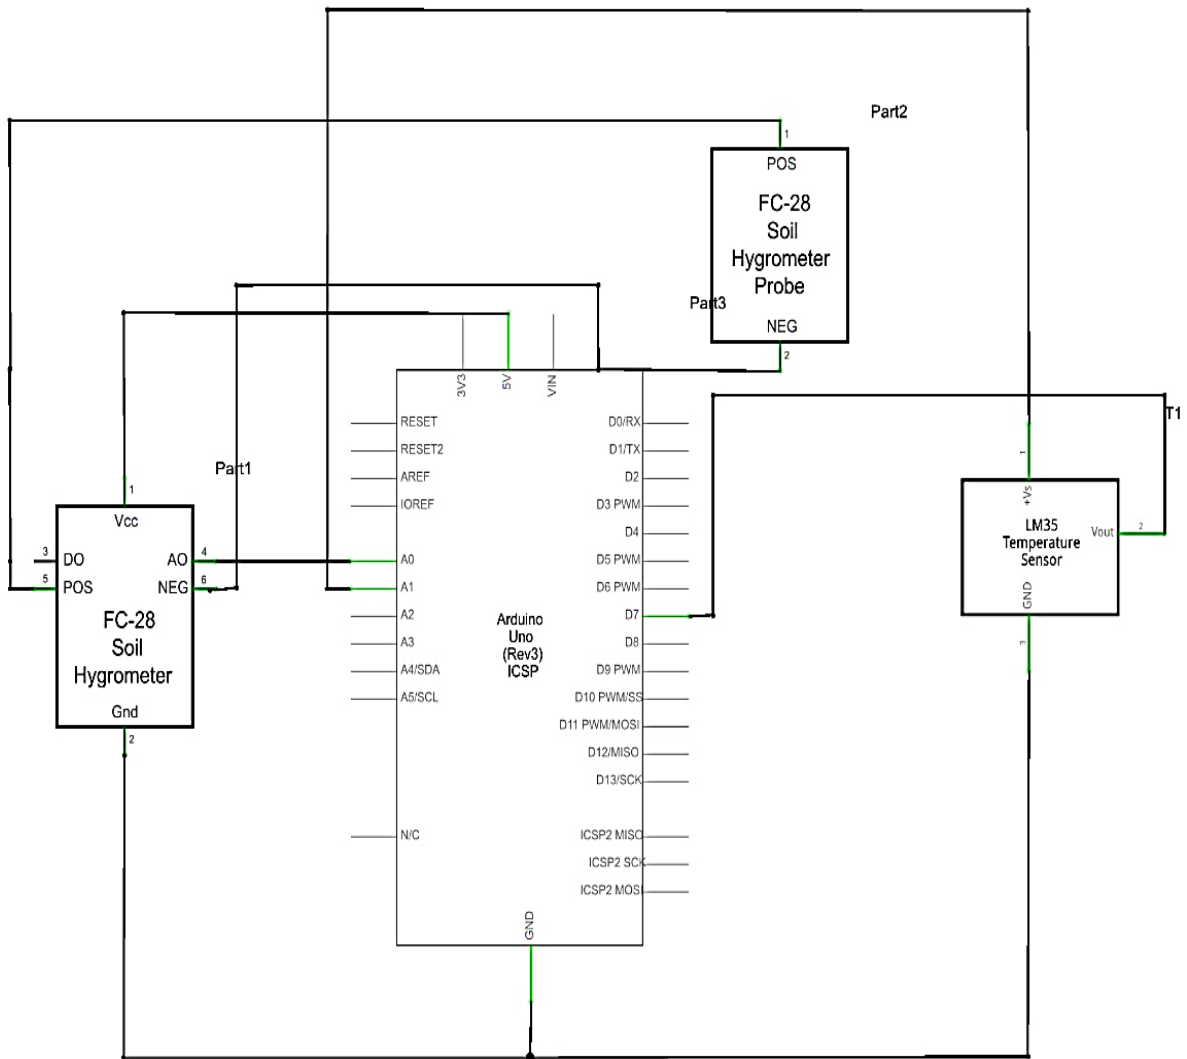 Part2
1
POS
FC-28
Soil
Hygrometer
Probe
Part3
NEG
2
3V3
5V
VIN
T1
RESET
D0/RX
RESET2
D1/TX
Part1
AREF
D2
1
IOREF
D3 PWM
1
+Vs
Vcc
D4
LM35
Temperature
Sensor
Vout
2
3
DO
AO
4
A0
D5 PWM
5
POS
NEG
6
A1
D6 PWM
GND
FC-28
Soil
Hygrometer
A2
D7
Arduino
Uno
(Rev3)
ICSP
A3
D8
3
A4/SDA
D9 PWM
A5/SCL
D10 PWM/SS
Gnd
2
D11 PWM/MOSI
D12/MISO
D13/SCK
N/C
ICSP2 MISO
ICSP2 SCK
ICSP2 MOSI
GND